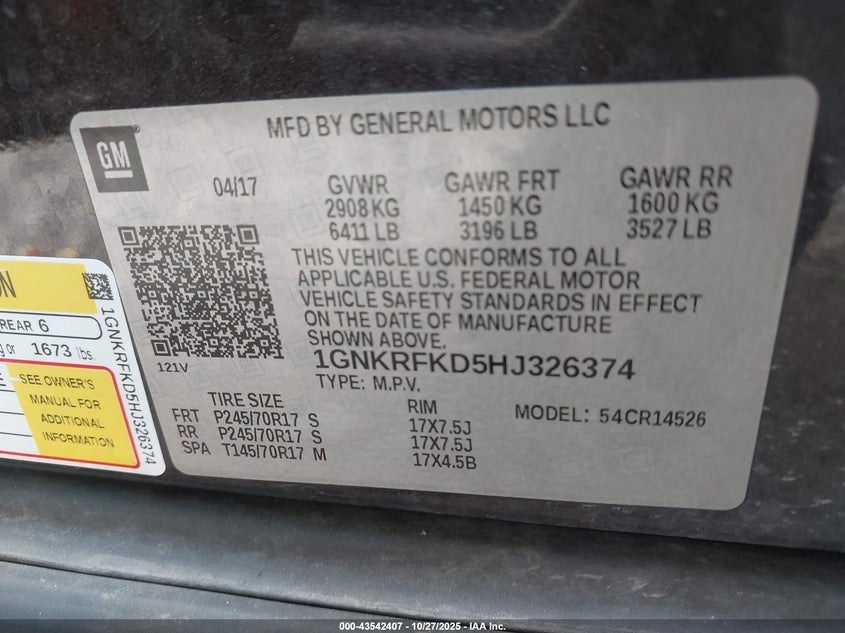 MFD BY GENERAL MOTORS LLC
GM
04/17
GVWR GAWR FRT GAWR RR
2908 KG 1450 KG 1600 KG
6411 LB 3196 LB 3527 LB
THIS VEHICLE CONFORMS TO ALL
APPLICABLE U.S. FEDERAL MOTOR
VEHICLE SAFETY STANDARDS IN EFFECT
ON THE DATE OF MANUFACTURE
SHOWN ABOVE.
1GNKRFKD5HJ326374
TYPE: M.P.V.
121V
TIRE SIZE RIM MODEL: 54CR14526
FRT P245/70R17 S 17X7.5J
RR P245/70R17 S 17X7.5J
SPA T145/70R17 M 17X4.5B
REAR 6
or 1673 lbs.
SEE OWNER'S
MANUAL FOR
ADDITIONAL
INFORMATION
1GNKRFKD5HJ326374
000-43542407 | 10/27/2025 | IAA Inc.